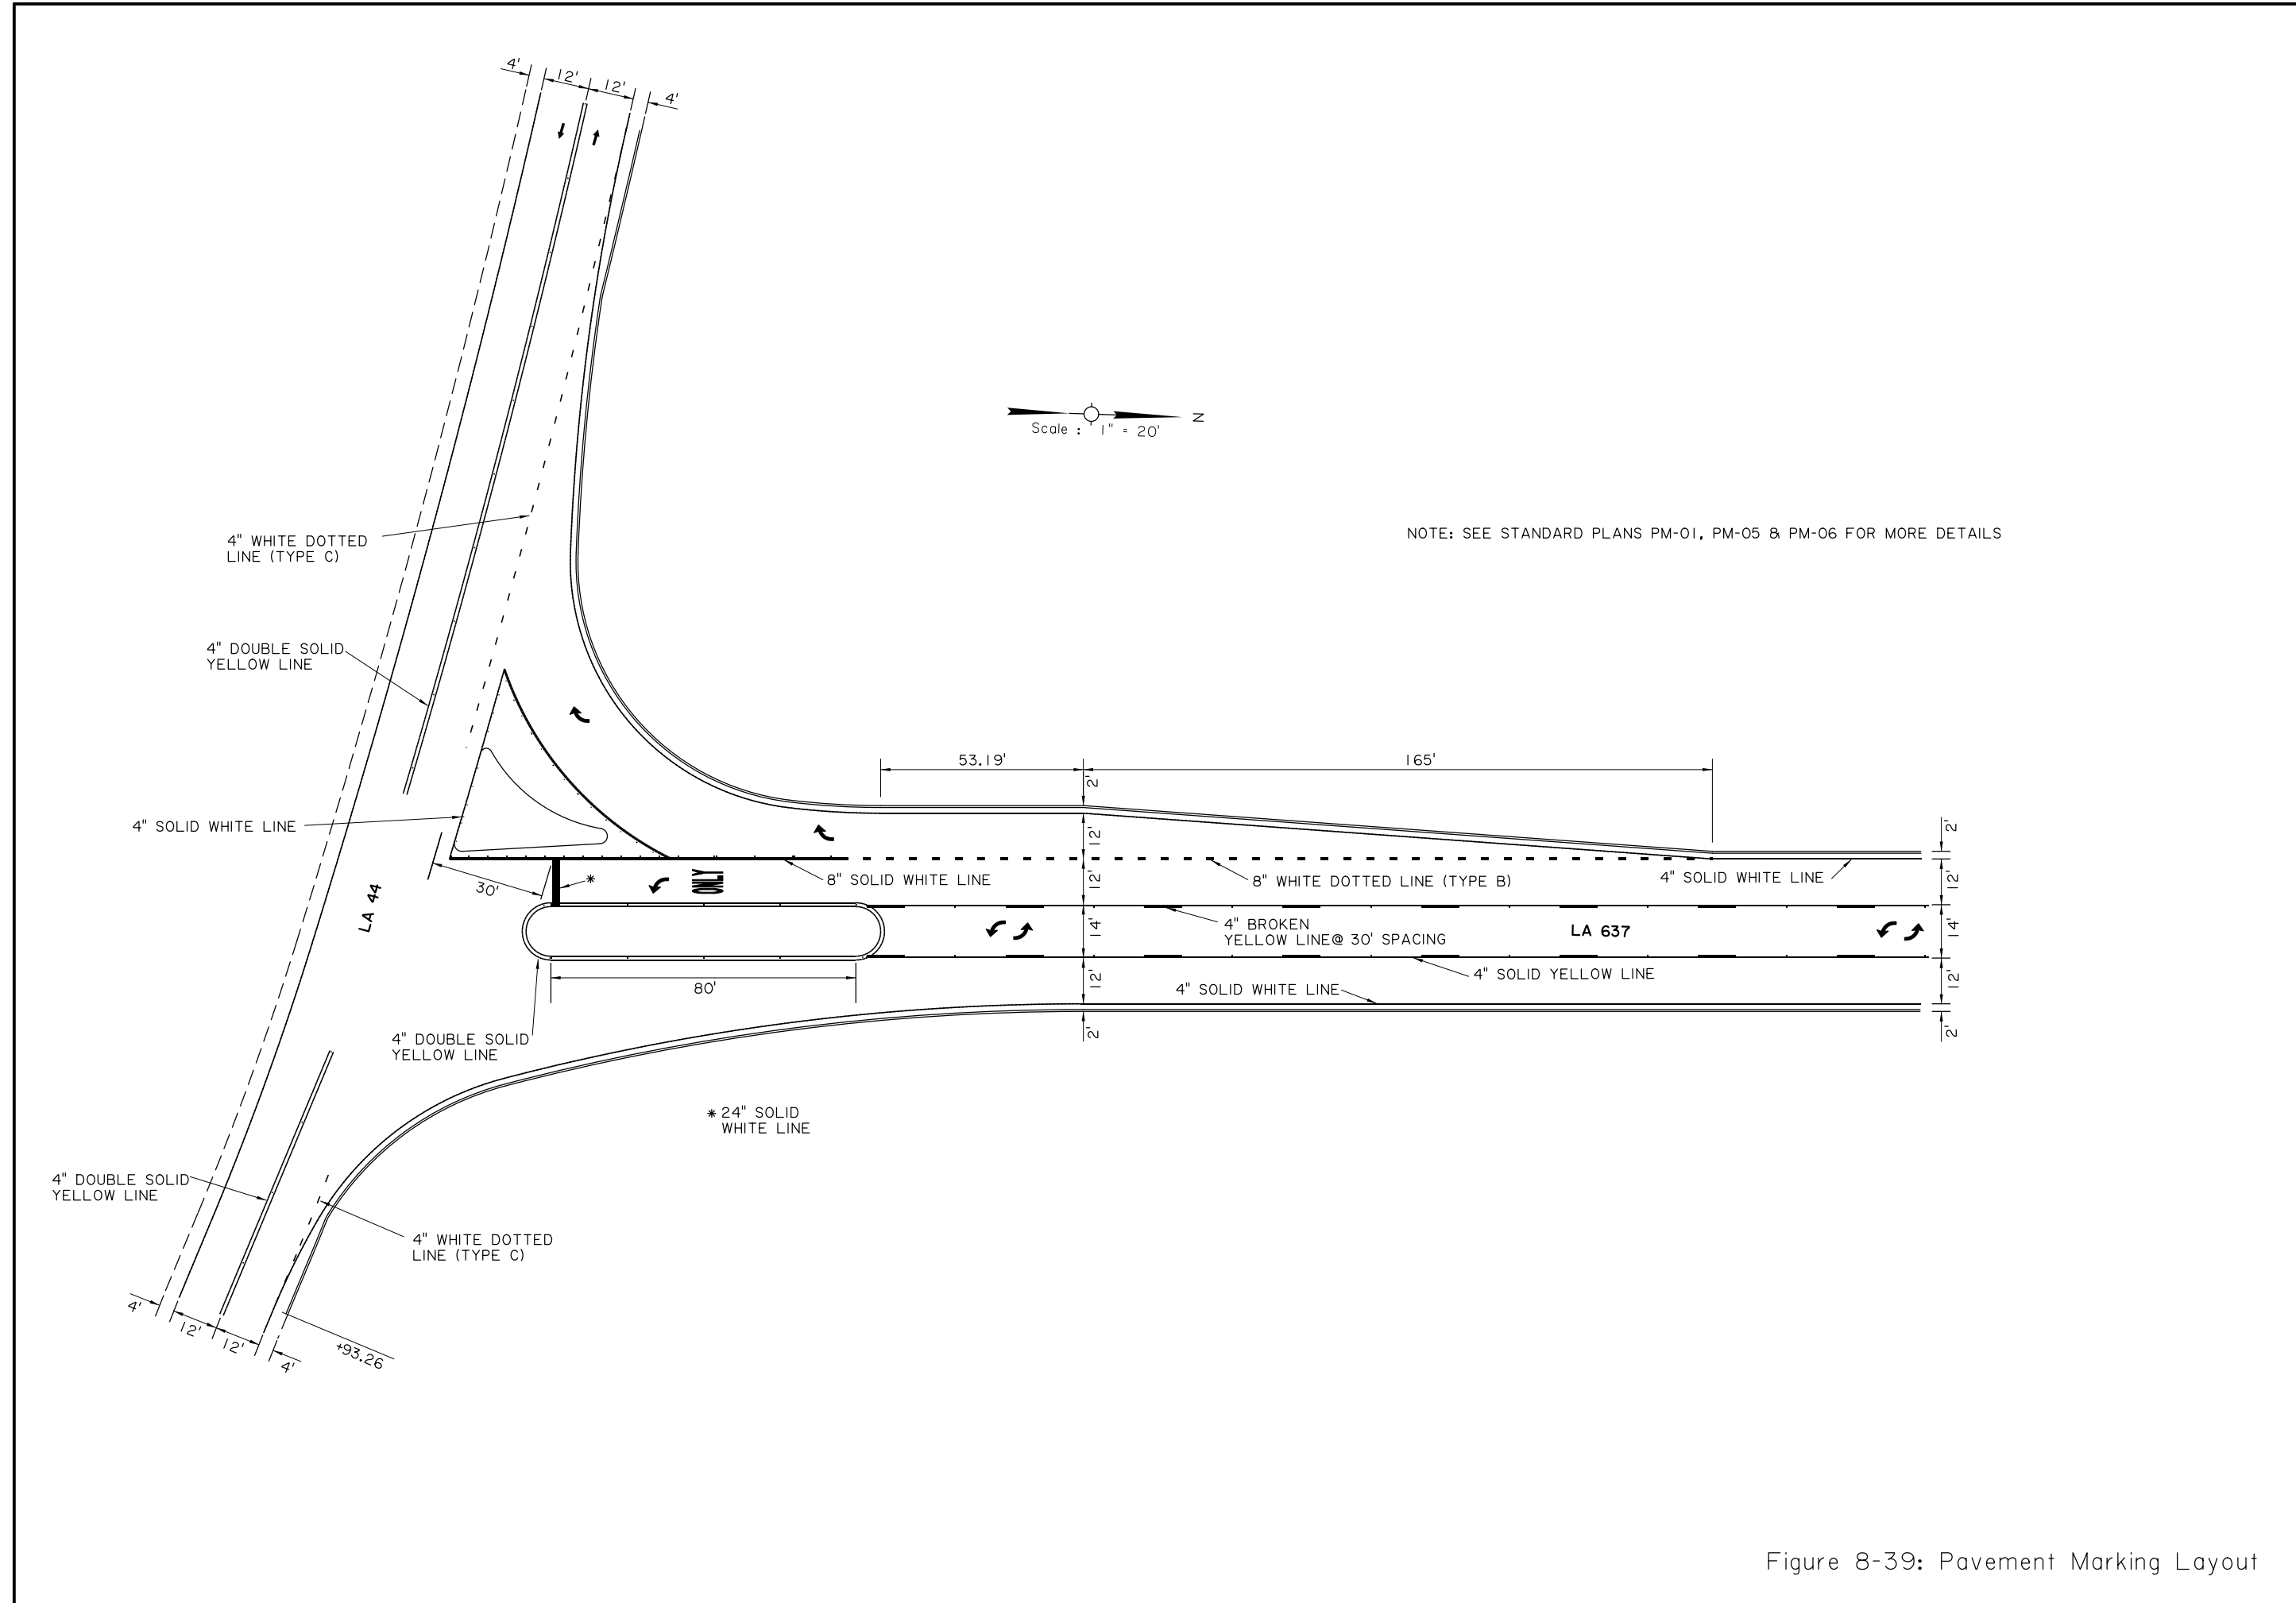 4'
12'
12'
4'
N
Scale : 1" = 20'
NOTE: SEE STANDARD PLANS PM-01, PM-05 & PM-06 FOR MORE DETAILS
4" WHITE DOTTED
LINE (TYPE C)
4" DOUBLE SOLID
YELLOW LINE
53.19'
165'
2'
4" SOLID WHITE LINE
12'
2'
30'
*
ONLY
8" SOLID WHITE LINE
12'
8" WHITE DOTTED LINE (TYPE B)
4" SOLID WHITE LINE
12'
LA 44
14'
4" BROKEN
YELLOW LINE@ 30' SPACING
LA 637
14'
80'
12'
4" SOLID YELLOW LINE
12'
4" SOLID WHITE LINE
2'
2'
4" DOUBLE SOLID
YELLOW LINE
* 24" SOLID
WHITE LINE
4" DOUBLE SOLID
YELLOW LINE
4" WHITE DOTTED
LINE (TYPE C)
4'
12'
12'
4'
+93.26
Figure 8-39: Pavement Marking Layout